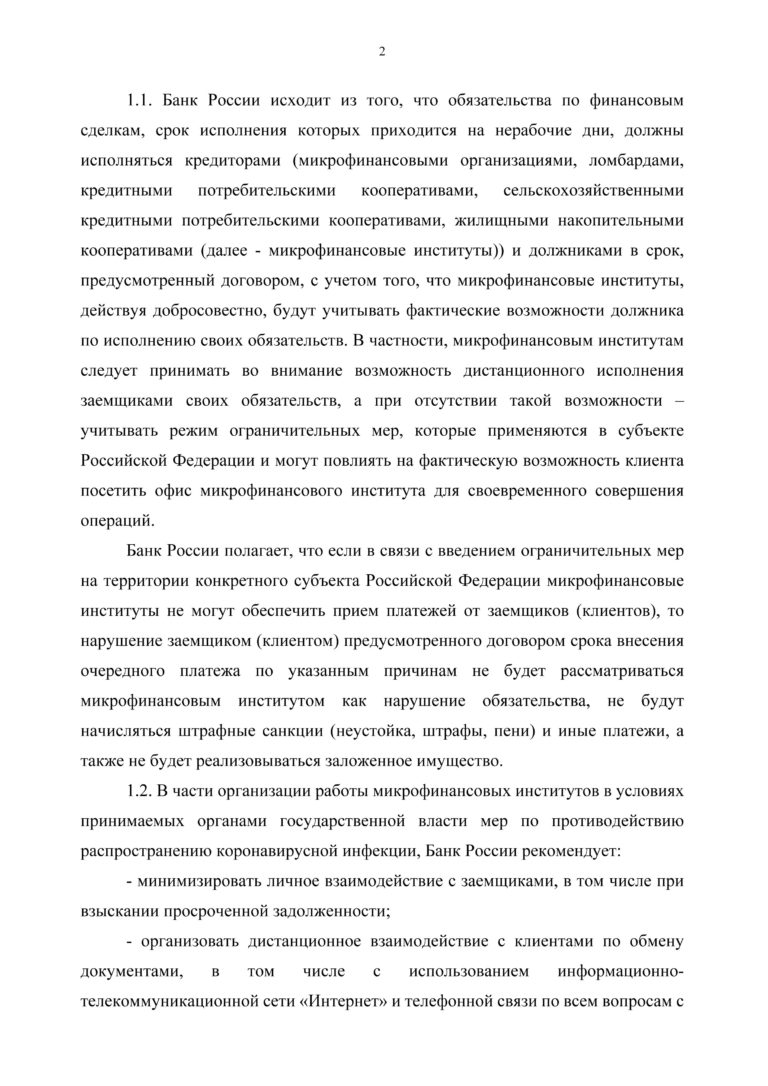 2
1.1. Банк России исходит из того, что обязательства по финансовым
сделкам, срок исполнения которых приходится на нерабочие дни, должны
исполняться кредиторами (микрофинансовыми организациями, ломбардами,
кредитными потребительскими кооперативами, сельскохозяйственными
кредитными потребительскими кооперативами, жилищными накопительными
кооперативами (далее - микрофинансовые институты)) и должниками в срок,
предусмотренный договором, с учетом того, что микрофинансовые институты,
действуя добросовестно, будут учитывать фактические возможности должника
по исполнению своих обязательств. В частности, микрофинансовым институтам
следует принимать во внимание возможность дистанционного исполнения
заемщиками своих обязательств, а при отсутствии такой возможности –
учитывать режим ограничительных мер, которые применяются в субъекте
Российской Федерации и могут повлиять на фактическую возможность клиента
посетить офис микрофинансового института для своевременного совершения
операций.
Банк России полагает, что если в связи с введением ограничительных мер
на территории конкретного субъекта Российской Федерации микрофинансовые
институты не могут обеспечить прием платежей от заемщиков (клиентов), то
нарушение заемщиком (клиентом) предусмотренного договором срока внесения
очередного платежа по указанным причинам не будет рассматриваться
микрофинансовым институтом как нарушение обязательства, не будут
начисляться штрафные санкции (неустойка, штрафы, пени) и иные платежи, а
также не будет реализовываться заложенное имущество.
1.2. В части организации работы микрофинансовых институтов в условиях
принимаемых органами государственной власти мер по противодействию
распространению коронавирусной инфекции, Банк России рекомендует:
- минимизировать личное взаимодействие с заемщиками, в том числе при
взыскании просроченной задолженности;
- организовать дистанционное взаимодействие с клиентами по обмену
документами, в том числе с использованием информационно-
телекоммуникационной сети «Интернет» и телефонной связи по всем вопросам с